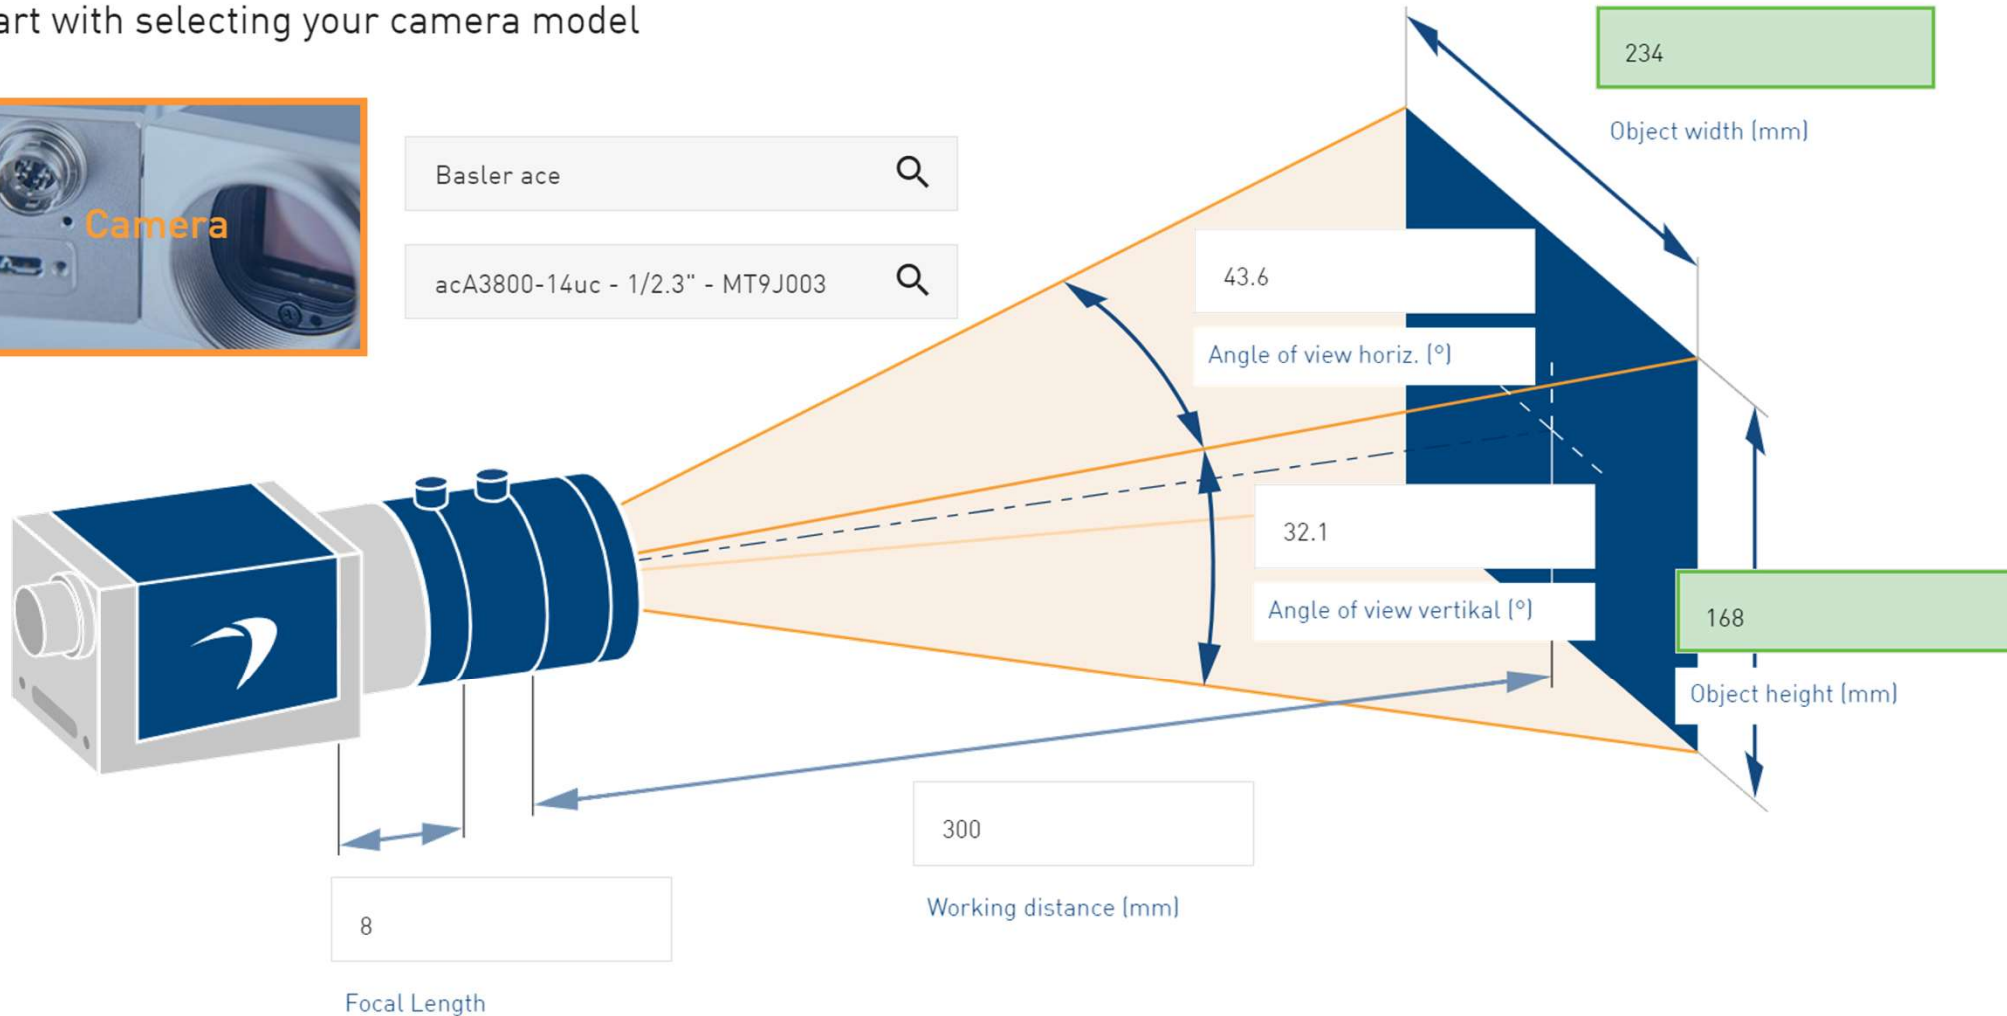 art with selecting your camera model
234
Object width (mm)
Camera
Basler ace
acA3800-14uc - 1/2.3" - MT9J003
43.6
Angle of view horiz. (°)
32.1
Angle of view vertikal (°)
168
Object height (mm)
300
Working distance (mm)
8
Focal Length